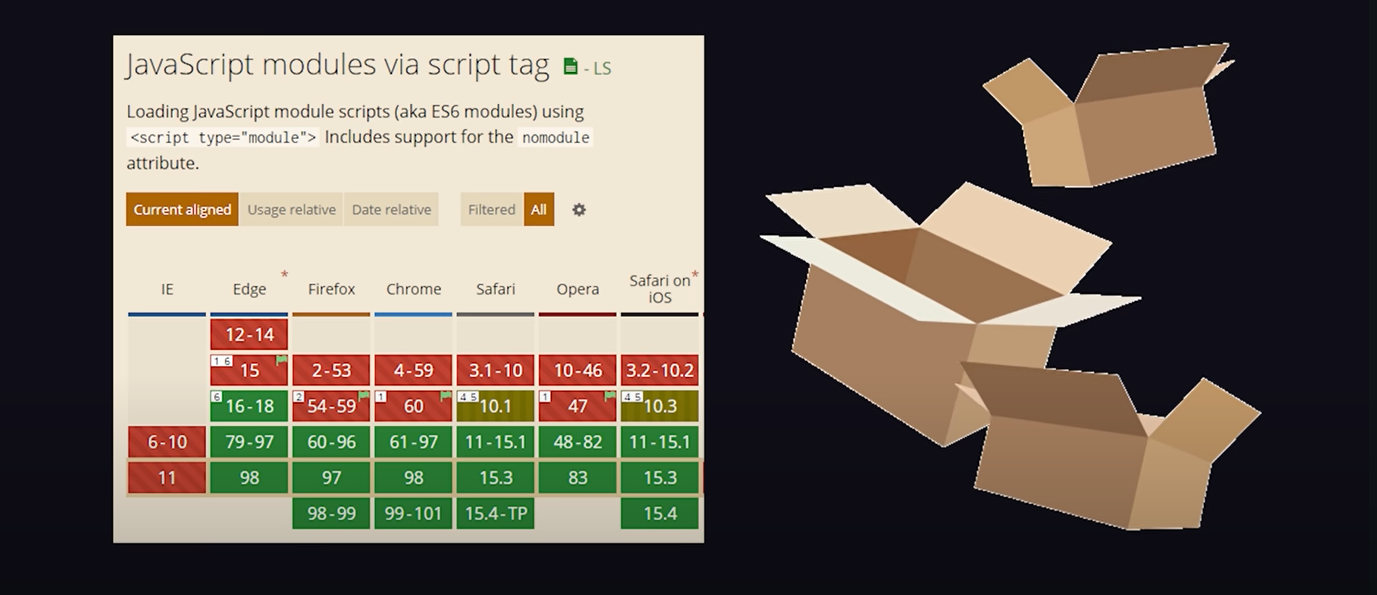 JavaScript modules via script tag - LS
Loading JavaScript module scripts (aka ES6 modules) using
<script type="module"> Includes support for the nomodule
attribute.
Current aligned Usage relative Date relative Filtered All
IE Edge * Firefox Chrome Safari Opera Safari on iOS *
12-14
1 6 15 2-53 4-59 3.1-10 10-46 3.2-10.2
6 16-18 2 54-59 1 60 4 5 10.1 1 47 4 5 10.3
6-10 79-97 60-96 61-97 11-15.1 48-82 11-15.1
11 98 97 98 15.3 83 15.3
98-99 99-101 15.4-TP 15.4